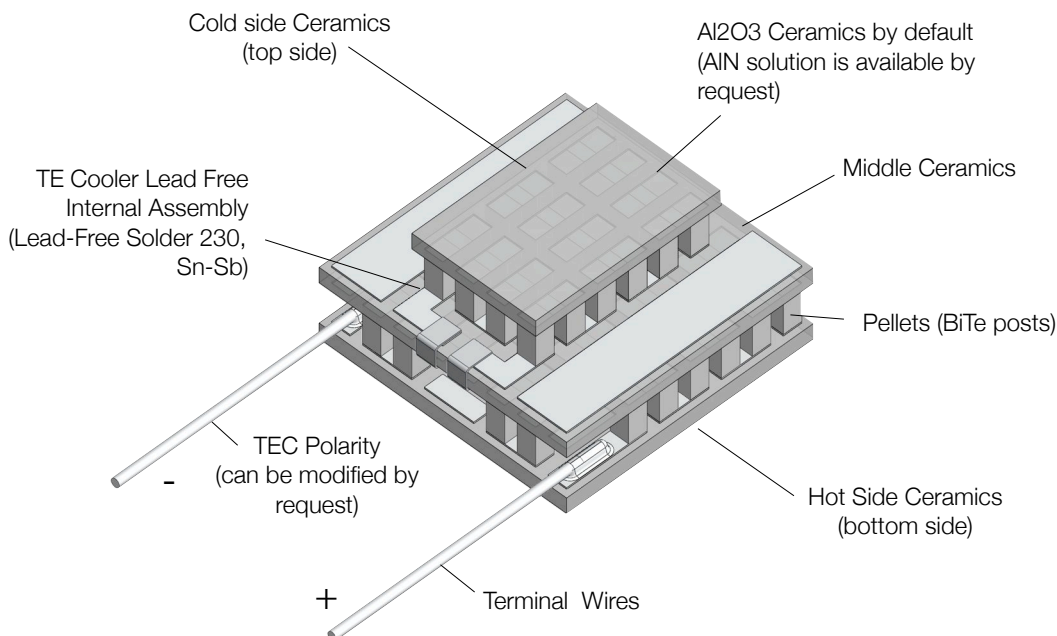 Cold side Ceramics
(top side)
Al2O3 Ceramics by default
(AlN solution is available by
request)
TE Cooler Lead Free
Internal Assembly
(Lead-Free Solder 230,
Sn-Sb)
Middle Ceramics
Pellets (BiTe posts)
TEC Polarity
(can be modified by
request)
-
Hot Side Ceramics
(bottom side)
+
Terminal Wires